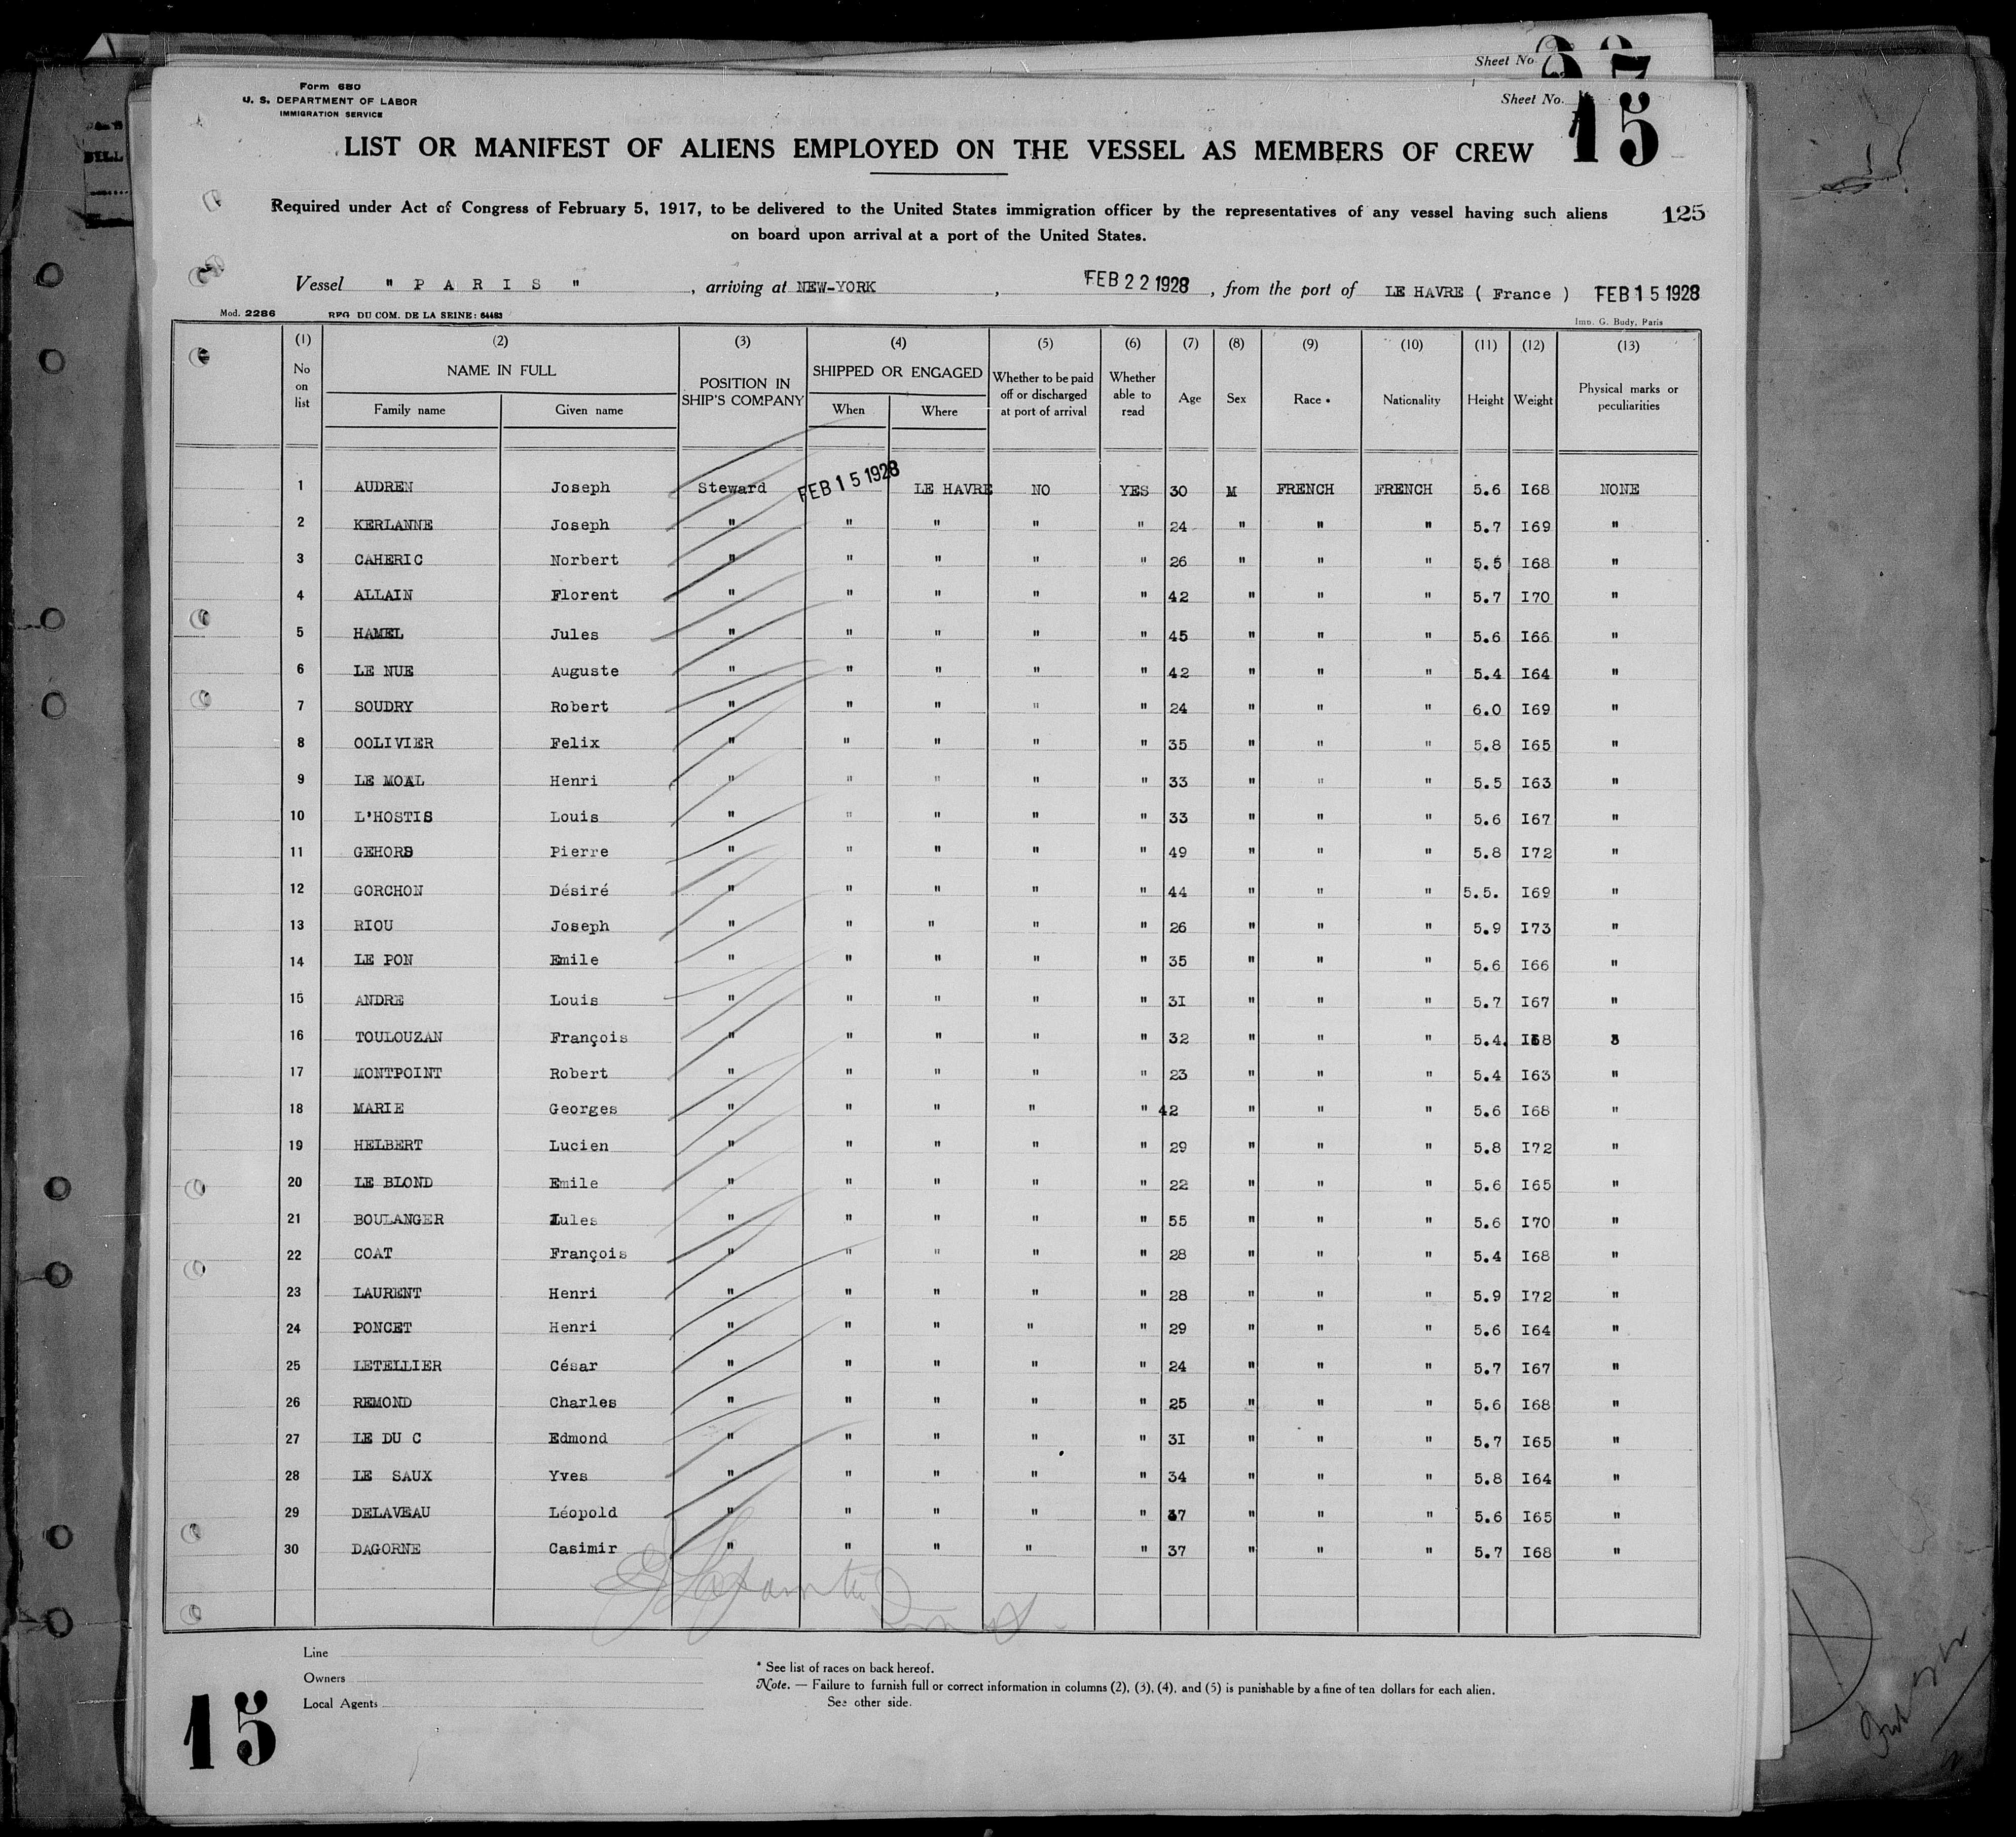 Sheet No.
Form 680
U. S. DEPARTMENT OF LABOR
IMMIGRATION SERVICE
Sheet No. 15
LIST OR MANIFEST OF ALIENS EMPLOYED ON THE VESSEL AS MEMBERS OF CREW
Required under Act of Congress of February 5, 1917, to be delivered to the United States immigration officer by the representatives of any vessel having such aliens
on board upon arrival at a port of the United States.
125
Vessel " P A R I S " , arriving at NEW-YORK , FEB 22 1928 , from the port of LE HAVRE ( France ) FEB 15 1928
Mod. 2286 REG DU COM. DE LA SEINE: 64483 Imp. G. Budy, Paris
(1) (2) (3) (4) (5) (6) (7) (8) (9) (10) (11) (12) (13)
No on list NAME IN FULL POSITION IN SHIP'S COMPANY SHIPPED OR ENGAGED Whether to be paid off or discharged at port of arrival Whether able to read Age Sex Race • Nationality Height Weight Physical marks or peculiarities
Family name Given name When Where
1 AUDREN Joseph Steward FEB 15 1928 LE HAVRE NO YES 30 M FRENCH FRENCH 5.6 I68 NONE
2 KERLANNE Joseph " " " " " 24 " " " 5.7 I69 "
3 CAHERIC Norbert " " " " " 26 " " " 5.5 I68 "
4 ALLAIN Florent " " " " " 42 " " " 5.7 I70 "
5 HAMEL Jules " " " " " 45 " " " 5.6 I66 "
6 LE NUE Auguste " " " " " 42 " " " 5.4 I64 "
7 SOUDRY Robert " " " " " 24 " " " 6.0 I69 "
8 OOLIVIER Felix " " " " " 35 " " " 5.8 I65 "
9 LE MOAL Henri " " " " " 33 " " " 5.5 I63 "
10 L'HOSTIS Louis " " " " " 33 " " " 5.6 I67 "
11 GEHORS Pierre " " " " " 49 " " " 5.8 I72 "
12 GORCHON Désiré " " " " " 44 " " " 5.5. I69 "
13 RIOU Joseph " " " " " 26 " " " 5.9 I73 "
14 LE PON Emile " " " " " 35 " " " 5.6 I66 "
15 ANDRE Louis " " " " " 3I " " " 5.7 I67 "
16 TOULOUZAN François " " " " " 32 " " " 5.4. I68
17 MONTPOINT Robert " " " " " 23 " " " 5.4 I63 "
18 MARIE Georges " " " " " 42 " " " 5.6 I68 "
19 HELBERT Lucien " " " " " 29 " " " 5.8 I72 "
20 LE BLOND Emile " " " " " 22 " " " 5.6 I65 "
21 BOULANGER Jules " " " " " 55 " " " 5.6 I70 "
22 COAT François " " " " " 28 " " " 5.4 I68 "
23 LAURENT Henri " " " " " 28 " " " 5.9 I72 "
24 PONCET Henri " " " " " 29 " " " 5.6 I64 "
25 LETELLIER César " " " " " 24 " " " 5.7 I67 "
26 REMOND Charles " " " " " 25 " " " 5.6 I68 "
27 LE DU C Edmond " " " " " 3I " " " 5.7 I65 "
28 LE SAUX Yves " " " " " 34 " " " 5.8 I64 "
29 DELAVEAU Léopold " " " " " 37 " " " 5.6 I65 "
30 DAGORNE Casimir " " " " " 37 " " " 5.7 I68 "
Line
Owners
Local Agents
* See list of races on back hereof.
Note. — Failure to furnish full or correct information in columns (2), (3), (4), and (5) is punishable by a fine of ten dollars for each alien.
See other side.
15